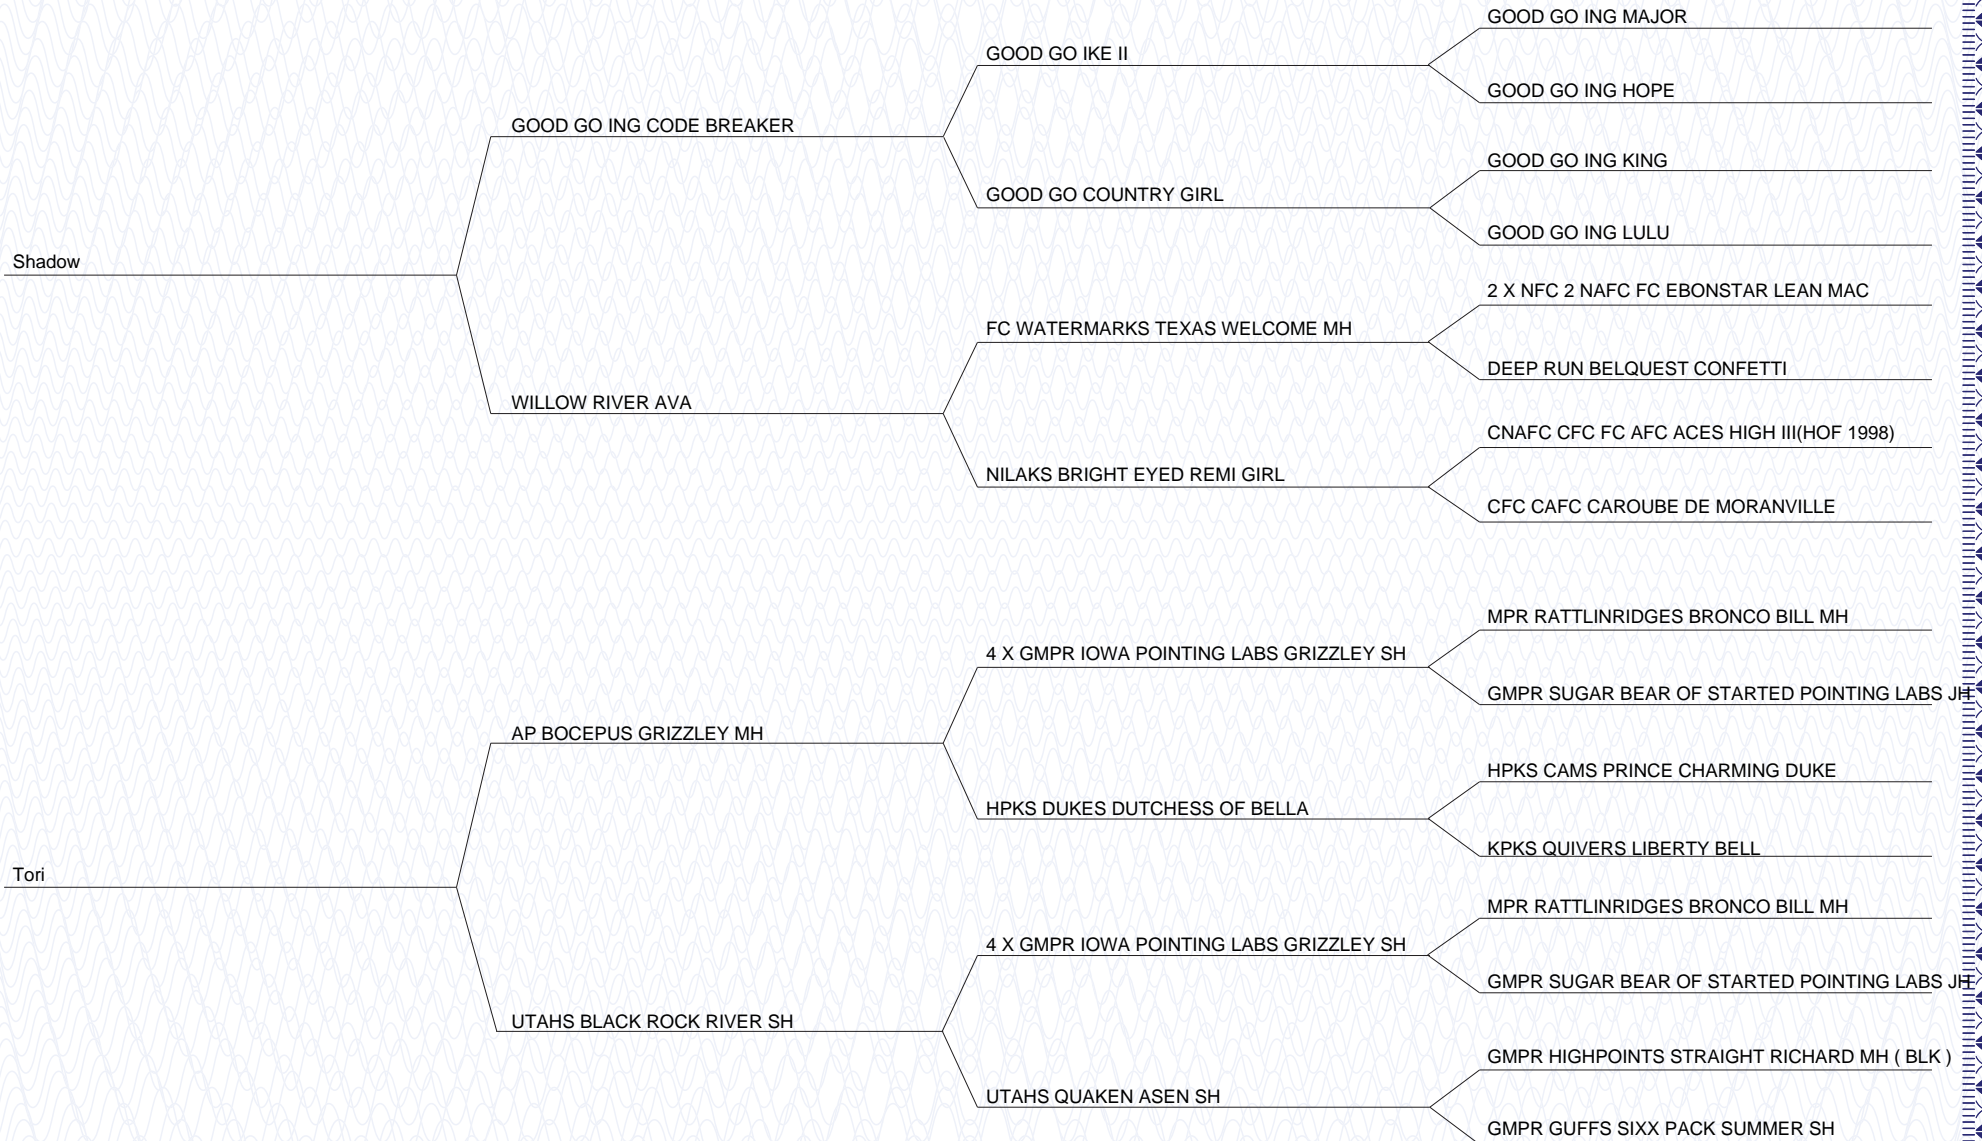 GOOD GO ING MAJOR
GOOD GO IKE II
GOOD GO ING HOPE
GOOD GO ING CODE BREAKER
GOOD GO ING KING
GOOD GO COUNTRY GIRL
GOOD GO ING LULU
Shadow
2 X NFC 2 NAFC FC EBONSTAR LEAN MAC
FC WATERMARKS TEXAS WELCOME MH
DEEP RUN BELQUEST CONFETTI
WILLOW RIVER AVA
CNAFC CFC FC AFC ACES HIGH III(HOF 1998)
NILAKS BRIGHT EYED REMI GIRL
CFC CAFC CAROUBE DE MORANVILLE
MPR RATTLINRIDGES BRONCO BILL MH
4 X GMPR IOWA POINTING LABS GRIZZLEY SH
GMPR SUGAR BEAR OF STARTED POINTING LABS JH
AP BOCEPUS GRIZZLEY MH
HPKS CAMS PRINCE CHARMING DUKE
HPKS DUKES DUTCHESS OF BELLA
KPKS QUIVERS LIBERTY BELL
Tori
MPR RATTLINRIDGES BRONCO BILL MH
4 X GMPR IOWA POINTING LABS GRIZZLEY SH
GMPR SUGAR BEAR OF STARTED POINTING LABS JH
UTAHS BLACK ROCK RIVER SH
GMPR HIGHPOINTS STRAIGHT RICHARD MH ( BLK )
UTAHS QUAKEN ASEN SH
GMPR GUFFS SIXX PACK SUMMER SH